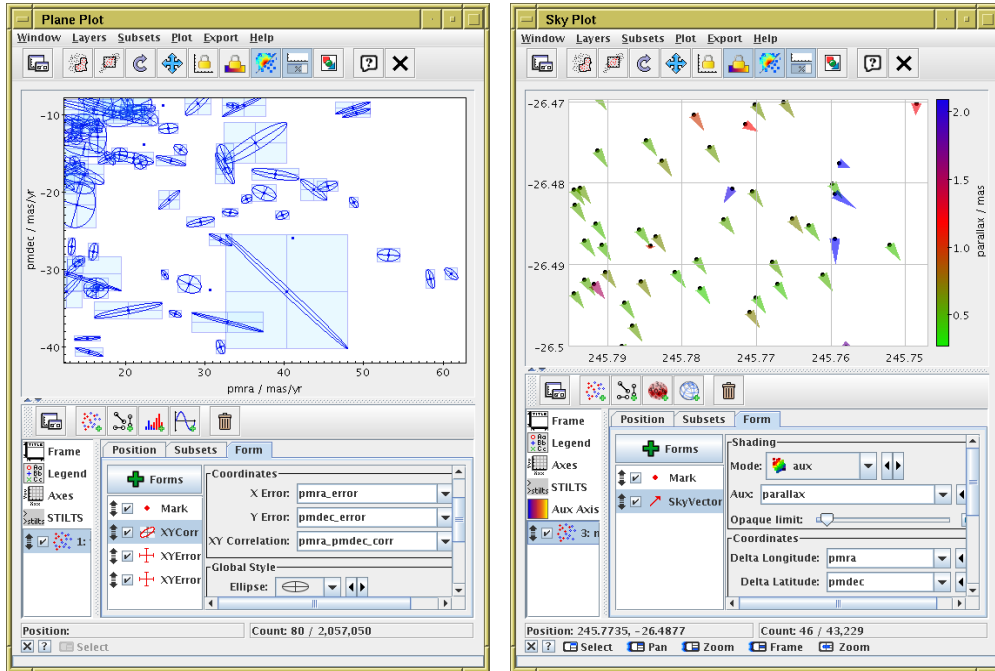 Plane Plot
Window Layers Subsets Plot Export Help
-10
-20
-30
-40
pmdec / mas/yr
20 30 40 50 60
pmra / mas/yr
Frame
Legend
Axes
STILTS
1:
Position Subsets Form
Forms
Mark
XYCorr
XYError
XYError
Coordinates
X Error: pmra_error
Y Error: pmdec_error
XY Correlation: pmra_pmdec_corr
Global Style
Ellipse:
Position:
Count: 80 / 2,057,050
Select
Sky Plot
Window Layers Subsets Plot Export Help
-26.47
-26.48
-26.49
-26.5
245.79 245.78 245.77 245.76 245.75
2.0
1.5
1.0
0.5
parallax / mas
Frame
Legend
Axes
STILTS
Aux Axis
3: n
Position Subsets Form
Forms
Mark
SkyVector
Shading
Mode: aux
Aux: parallax
Opaque limit:
Coordinates
Delta Longitude: pmra
Delta Latitude: pmdec
Position: 245.7735, -26.4877
Count: 46 / 43,229
Select Pan Zoom Frame Zoom